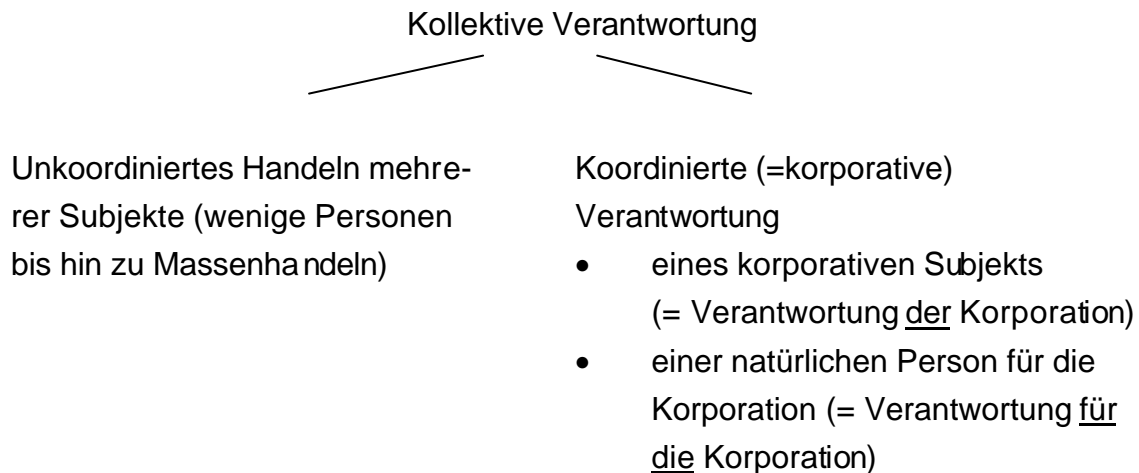 Kollektive Verantwortung
Unkoordiniertes Handeln mehre-
rer Subjekte (wenige Personen
bis hin zu Massenhandeln)
Koordinierte (=korporative)
Verantwortung
• eines korporativen Subjekts
(= Verantwortung der Korporation)
• einer natürlichen Person für die
Korporation (= Verantwortung für
die Korporation)